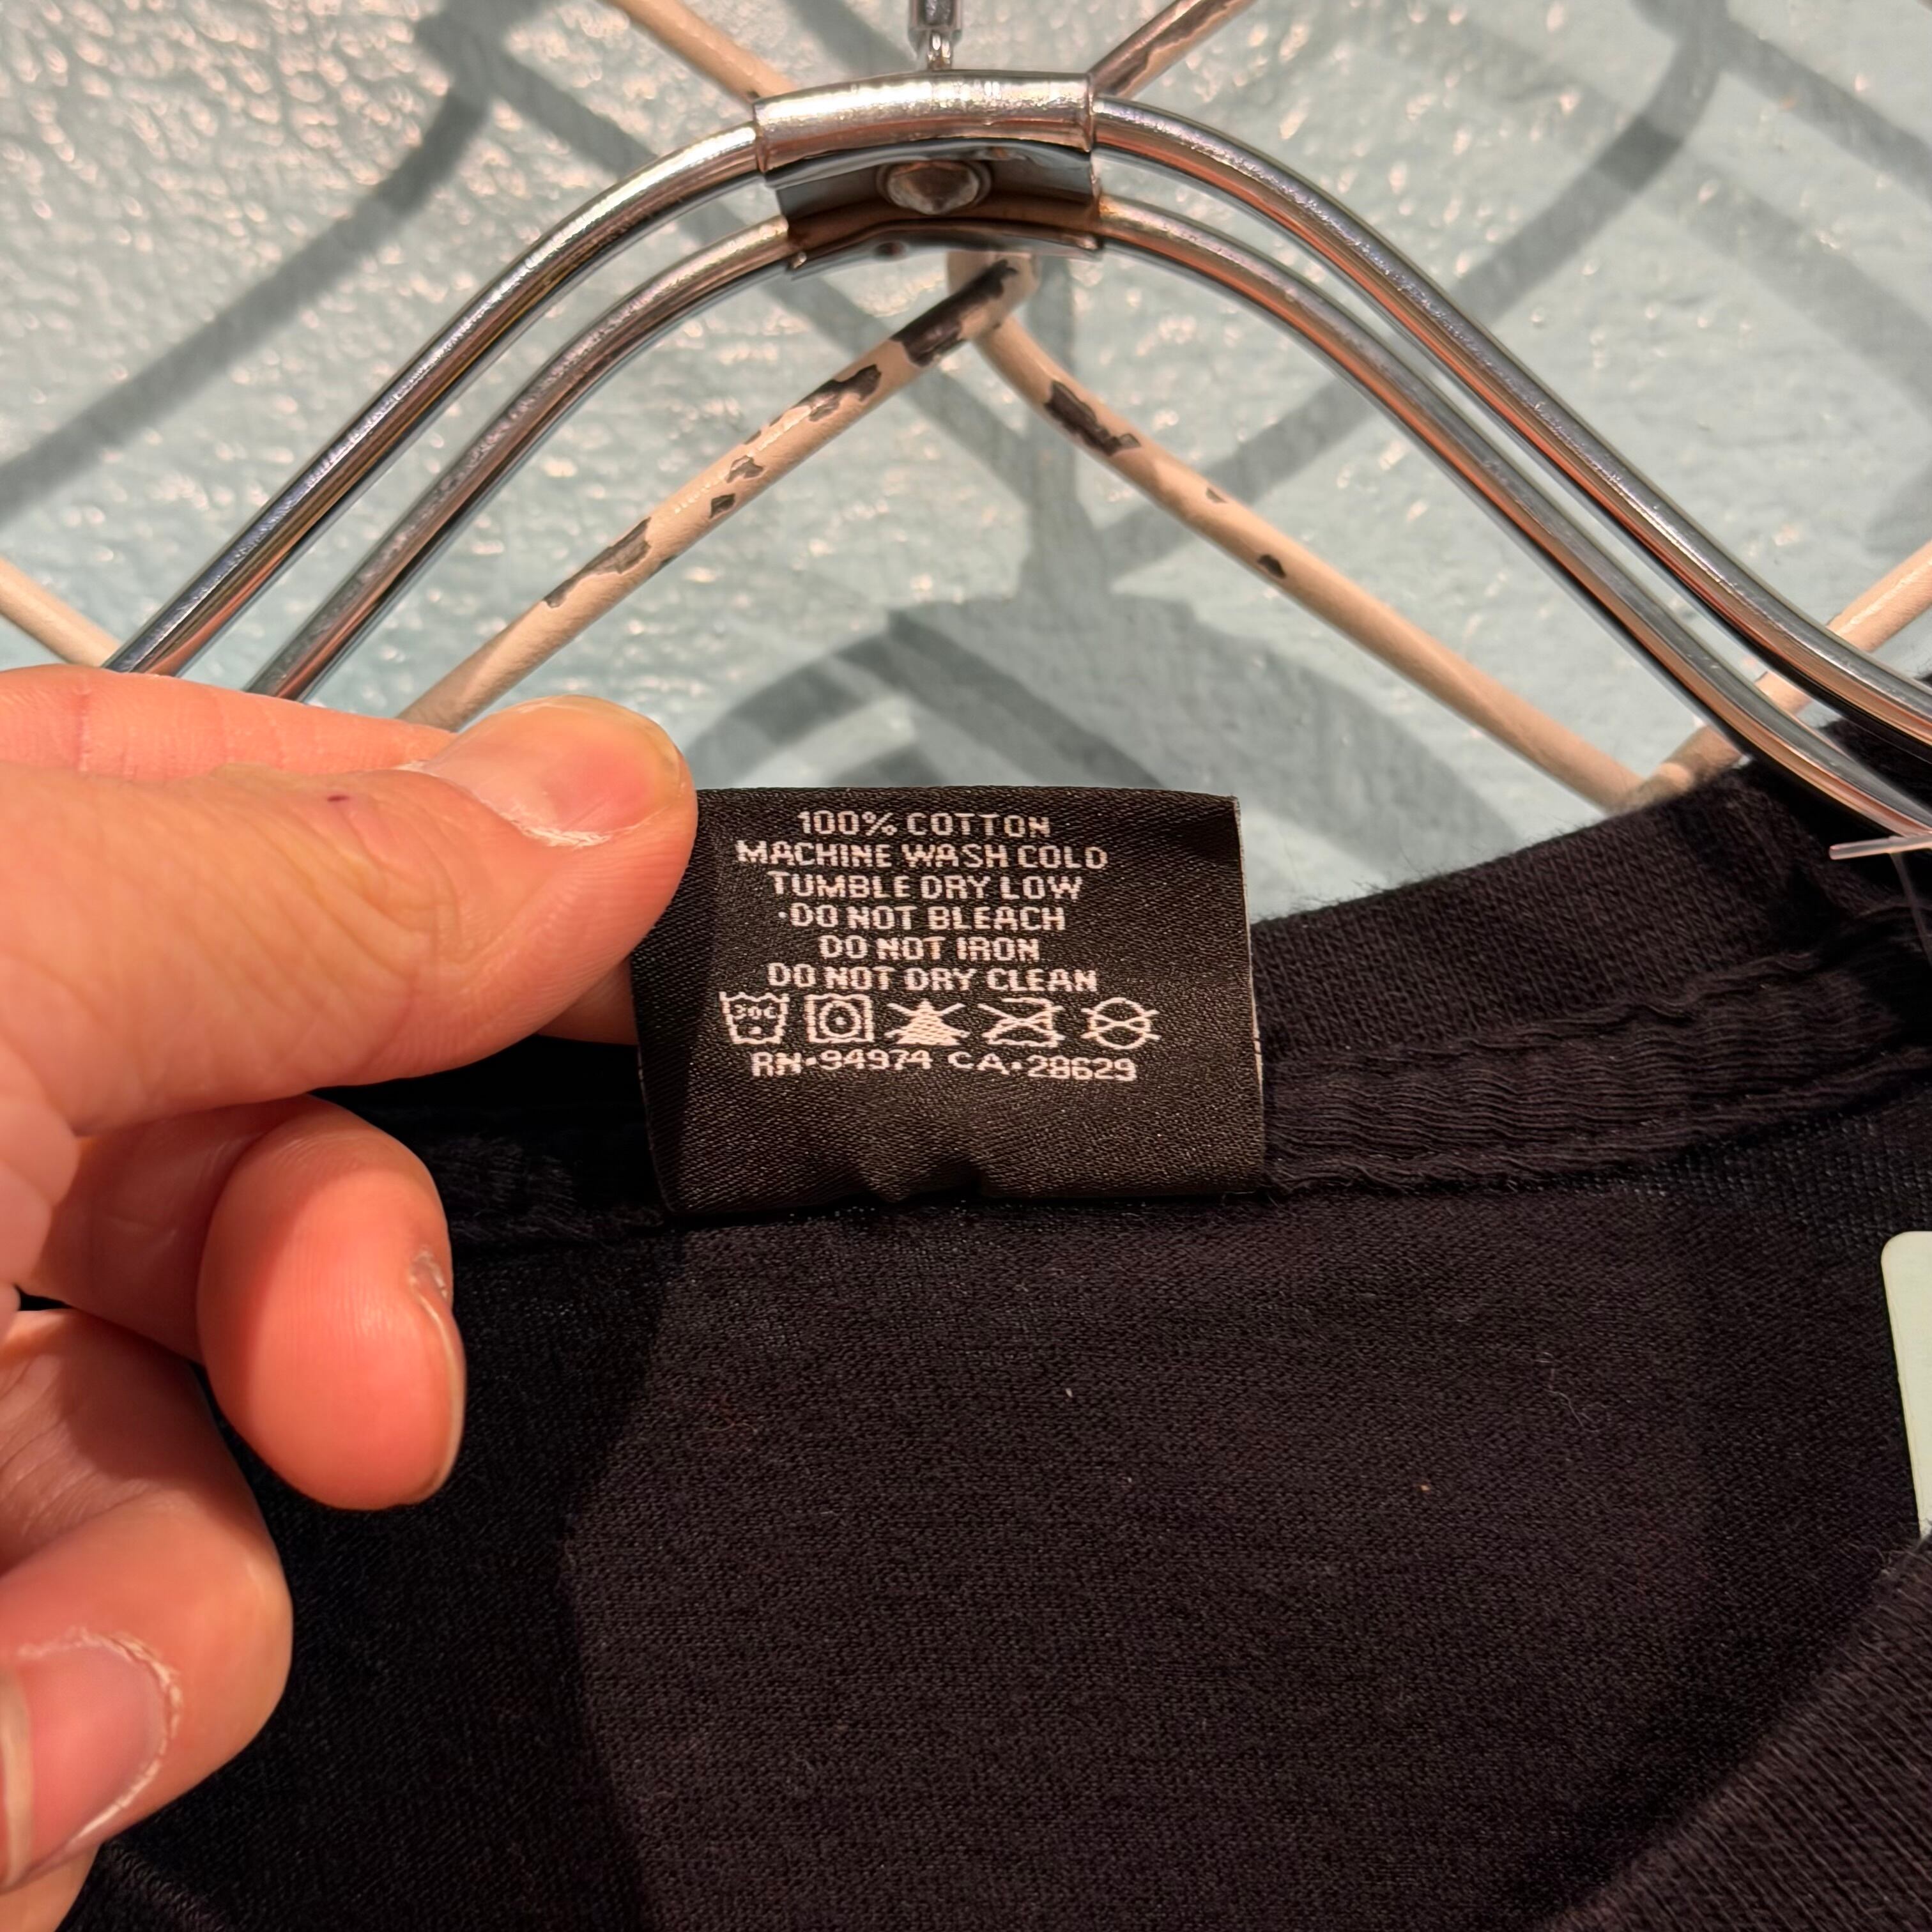 100% COTTON
MACHINE WASH COLD
TUMBLE DRY LOW
·DO NOT BLEACH
DO NOT IRON
DO NOT DRY CLEAN
30C
RN·94974 CA·28629